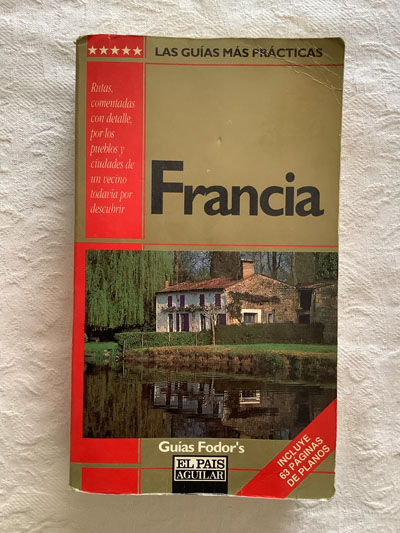 LAS GUÍAS MÁS PRÁCTICAS
Rutas,
comentadas
con detalle,
por los
pueblos y
ciudades de
un vecino
todavía por
descubrir
Francia
Guías Fodor's
EL PAIS
AGUILAR
INCLUYE
63 PÁGINAS
DE PLANOS